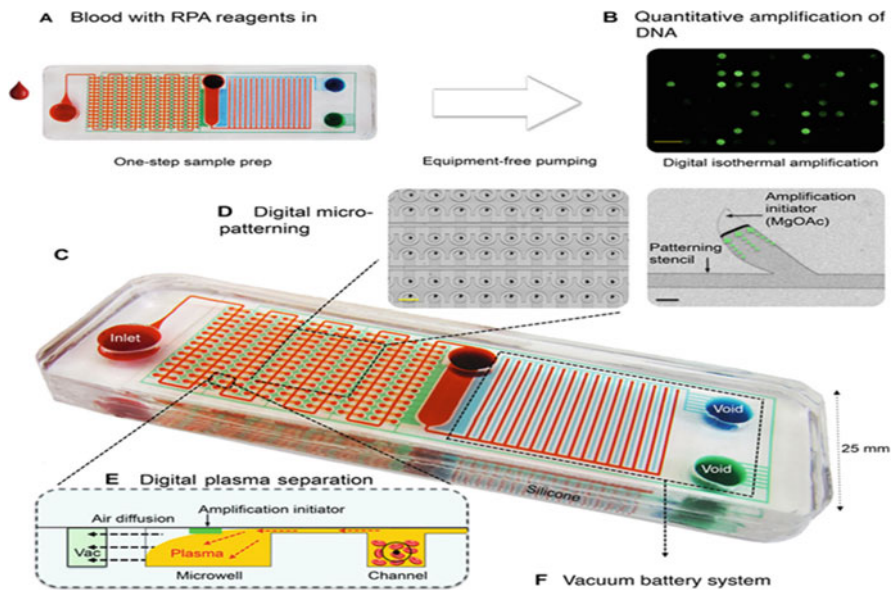 A Blood with RPA reagents in
One-step sample prep
Equipment-free pumping
B Quantitative amplification of
DNA
Digital isothermal amplification
D Digital micro-
patterning
Amplification
initiator
(MgOAc)
Patterning
stencil
C
Inlet
Void
Void
25 mm
Silicone
E Digital plasma separation
Air diffusion
Amplification initiator
Vac
Plasma
Microwell
Channel
F Vacuum battery system